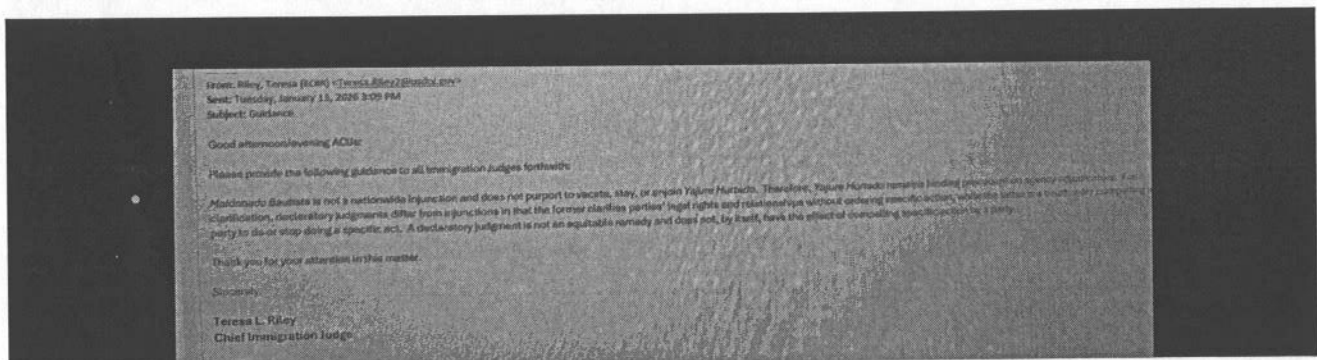 From: Riley, Teresa (EOIR) <Teresa.Riley2@usdoj.gov>
Sent: Tuesday, January 13, 2026 3:09 PM
Subject: Guidance
Good afternoon/evening ACIJs:
Please provide the following guidance to all Immigration Judges forthwith:
Maldonado Bautista is not a nationwide injunction and does not purport to vacate, stay, or enjoin Yajure Hurtado. Therefore, Yajure Hurtado remains binding precedent on agency adjudicators. For
clarification, declaratory judgments differ from injunctions in that the former clarifies parties' legal rights and relationships without ordering specific action, while the latter is a court order compelling a
party to do or stop doing a specific act. A declaratory judgment is not an equitable remedy and does not, by itself, have the effect of compelling specific action by a party.
Thank you for your attention in this matter.
Sincerely,
Teresa L. Riley
Chief Immigration Judge